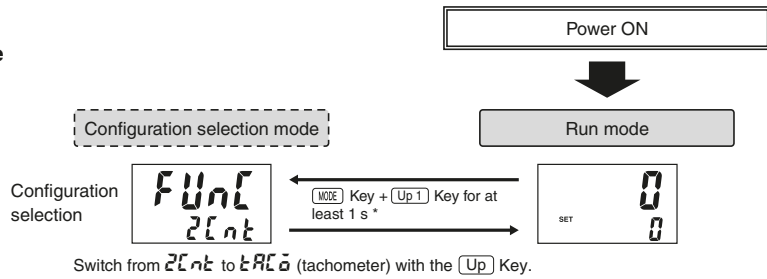 e
Power ON
Configuration selection mode
Run mode
Configuration
selection
FUnC
2Cnt
MODE Key + Up 1 Key for at
least 1 s *
0
SET
0
Switch from 2Cnt to tACo (tachometer) with the Up Key.